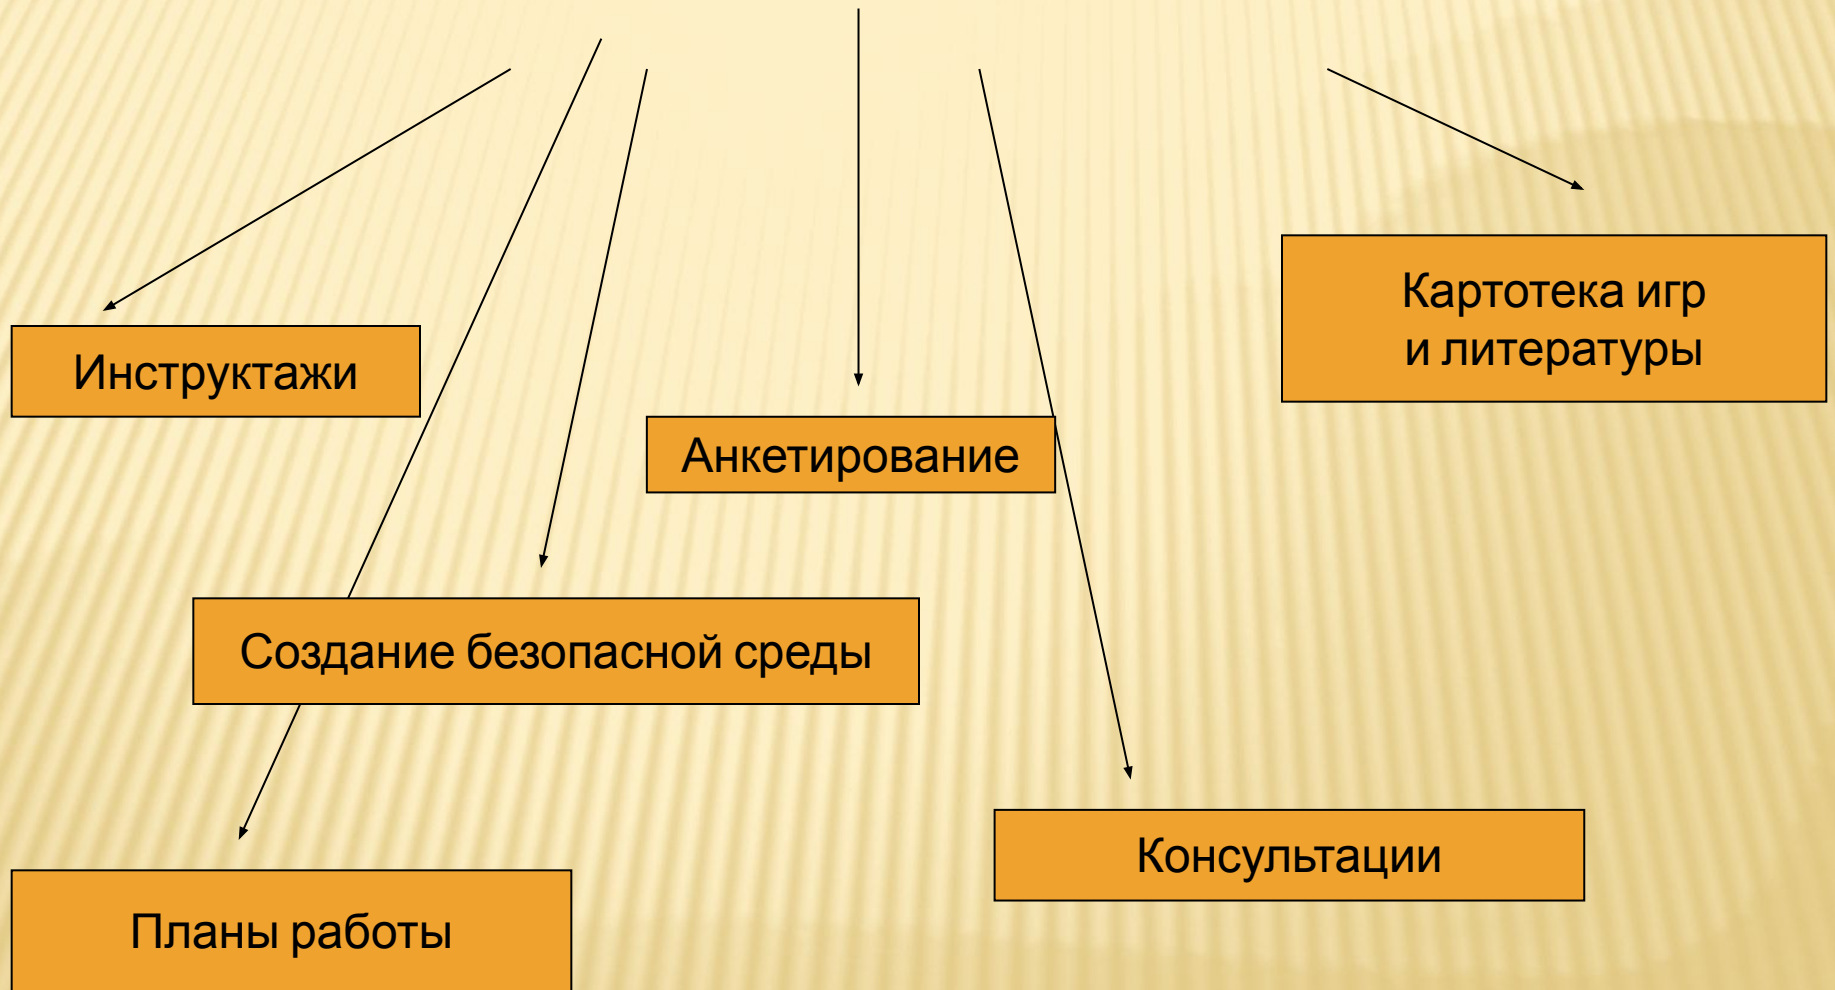 Картотека игр
и литературы
Инструктажи
Анкетирование
Создание безопасной среды
Консультации
Планы работы